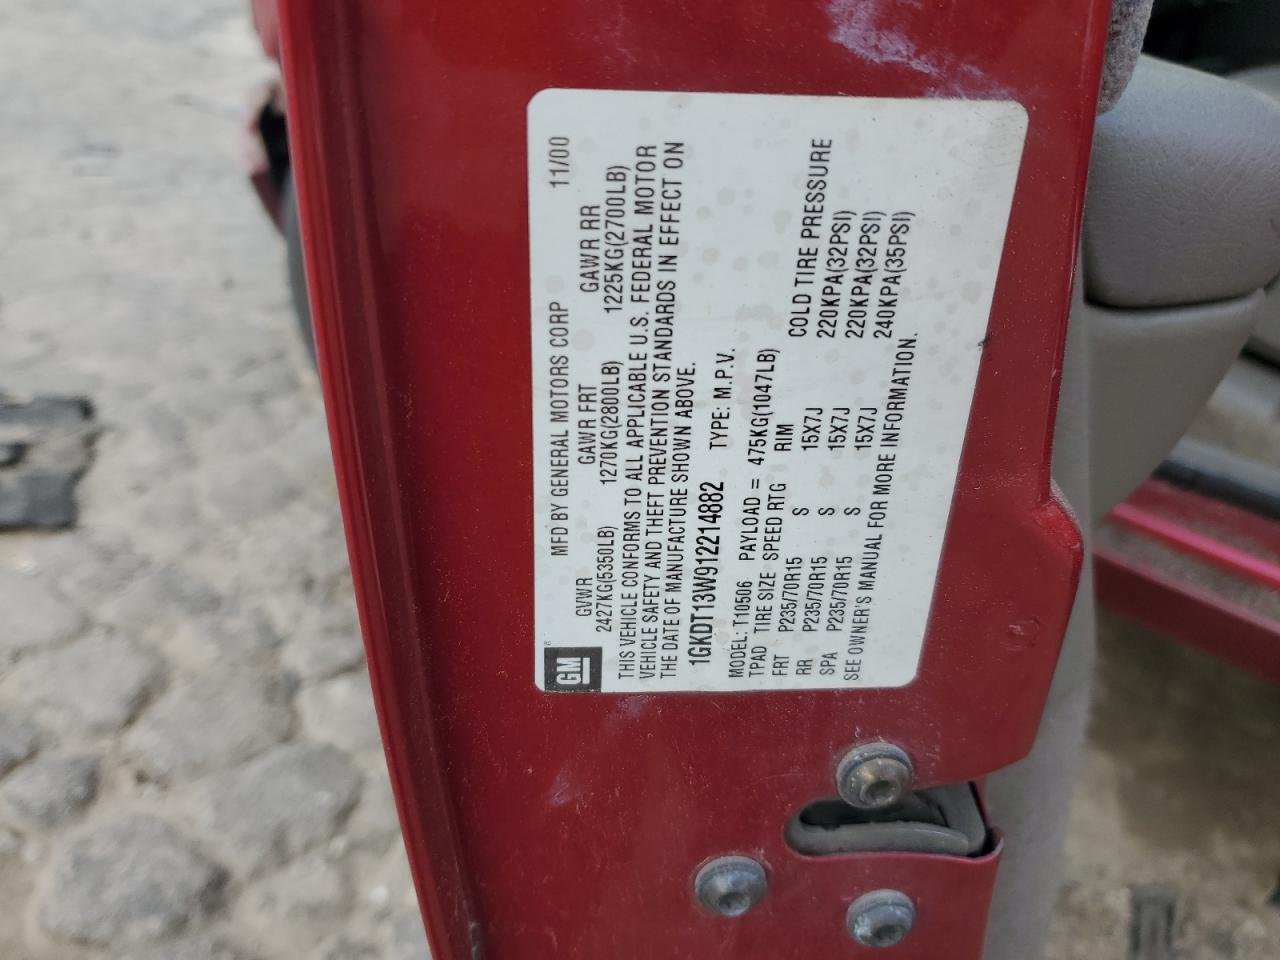 GM®
MFD BY GENERAL MOTORS CORP 11/00
GVWR GAWR FRT GAWR RR
2427KG(5350LB) 1270KG(2800LB) 1225KG(2700LB)
THIS VEHICLE CONFORMS TO ALL APPLICABLE U.S. FEDERAL MOTOR
VEHICLE SAFETY AND THEFT PREVENTION STANDARDS IN EFFECT ON
THE DATE OF MANUFACTURE SHOWN ABOVE.
1GKDT13W912214882 TYPE: M.P.V.
MODEL: T10506 PAYLOAD = 475KG(1047LB)
TPAD TIRE SIZE SPEED RTG RIM COLD TIRE PRESSURE
FRT P235/70R15 S 15X7J 220KPA(32PSI)
RR P235/70R15 S 15X7J 220KPA(32PSI)
SPA P235/70R15 S 15X7J 240KPA(35PSI)
SEE OWNER'S MANUAL FOR MORE INFORMATION.